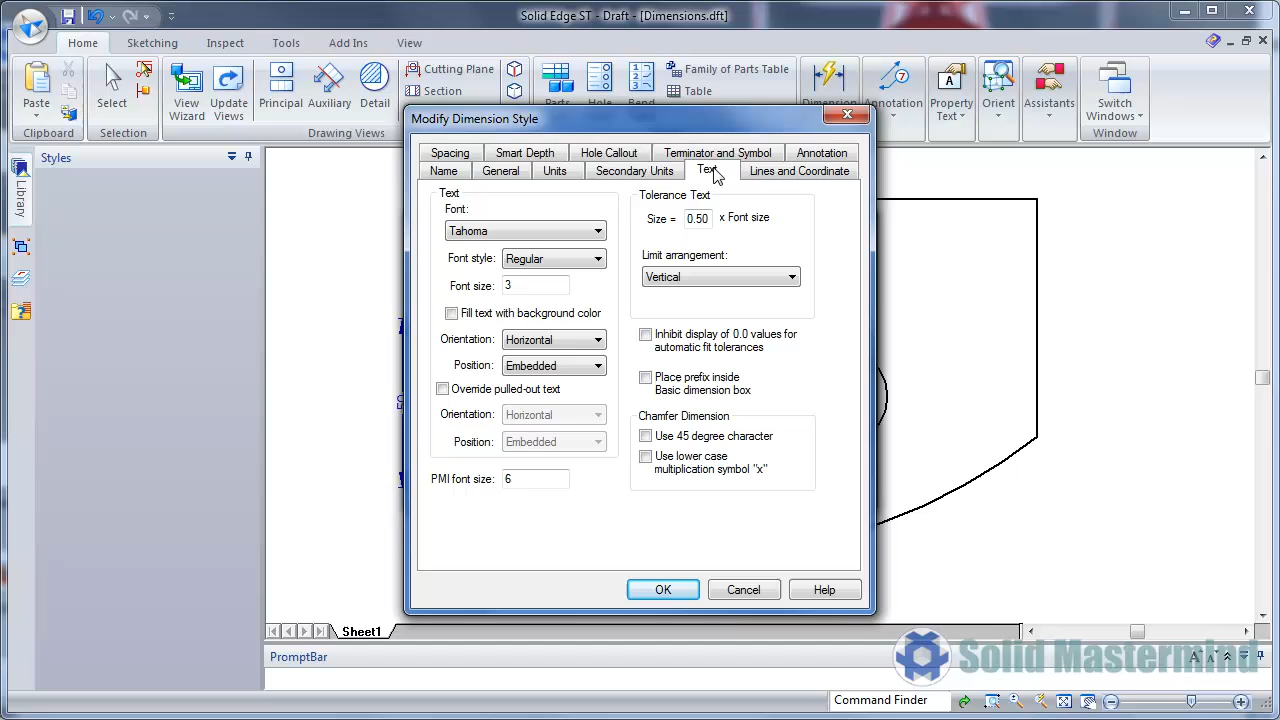 Solid Edge ST - Draft - [Dimensions.dft]
Home
Sketching
Inspect
Tools
Add Ins
View
Paste
Clipboard
Select
Selection
View Wizard
Update Views
Principal
Auxiliary
Detail
Cutting Plane
Section
Drawing Views
Family of Parts Table
Table
Annotation
Property Text
Orient
Assistants
Switch Windows
Window
Styles
Library
Modify Dimension Style
Spacing
Smart Depth
Hole Callout
Terminator and Symbol
Annotation
Name
General
Units
Secondary Units
Text
Lines and Coordinate
Text
Font:
Tahoma
Font style:
Regular
Font size:
3
Fill text with background color
Orientation:
Horizontal
Position:
Embedded
Override pulled-out text
Orientation:
Horizontal
Position:
Embedded
PMI font size:
6
Tolerance Text
Size =
0.50
x Font size
Limit arrangement:
Vertical
Inhibit display of 0.0 values for
automatic fit tolerances
Place prefix inside
Basic dimension box
Chamfer Dimension
Use 45 degree character
Use lower case
multiplication symbol "x"
OK
Cancel
Help
Sheet1
PromptBar
Solid Mastermind
Command Finder